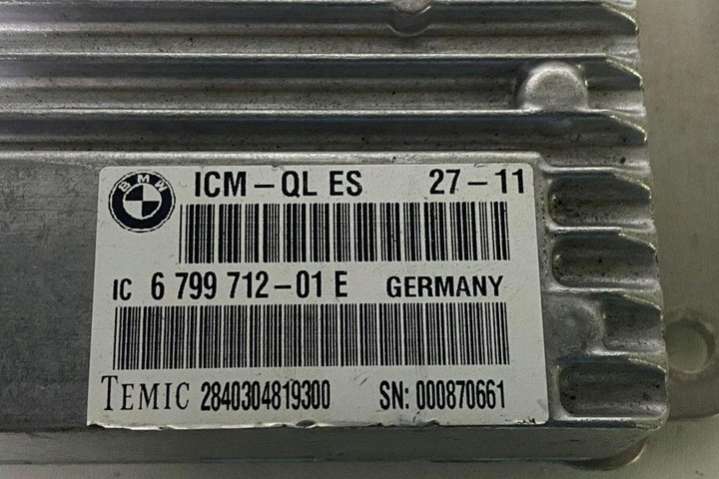 BMW
ICM-QL ES 27-11
IC 6 799 712-01 E GERMANY
TEMIC 2840304819300 SN: 000870661